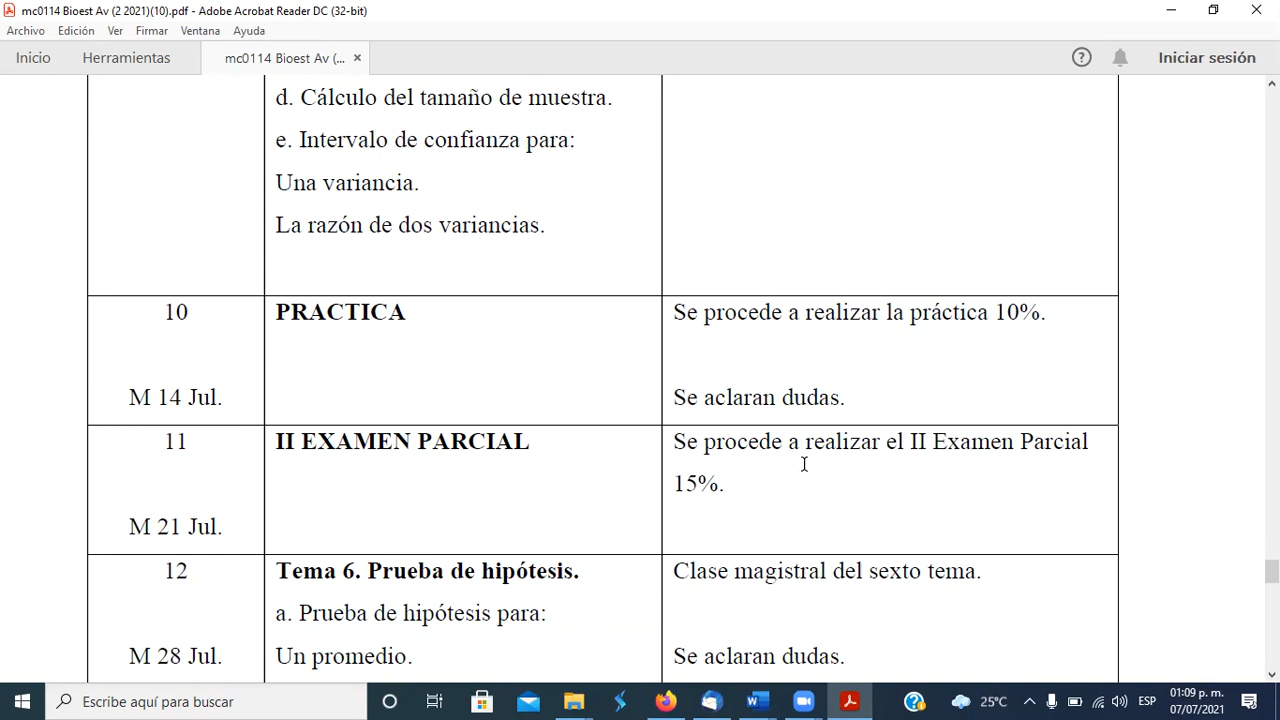 mc0114 Bioest Av (2 2021)(10).pdf - Adobe Acrobat Reader DC (32-bit)
Archivo Edición Ver Firmar Ventana Ayuda
Inicio Herramientas mc0114 Bioest Av (... × Iniciar sesión
d. Cálculo del tamaño de muestra.
e. Intervalo de confianza para:
Una variancia.
La razón de dos variancias.
10 PRACTICA Se procede a realizar la práctica 10%.
M 14 Jul. Se aclaran dudas.
11 II EXAMEN PARCIAL Se procede a realizar el II Examen Parcial
15%.
M 21 Jul.
12 Tema 6. Prueba de hipótesis. Clase magistral del sexto tema.
a. Prueba de hipótesis para:
M 28 Jul. Un promedio. Se aclaran dudas.
Escribe aquí para buscar 25°C ESP 01:09 p. m.
07/07/2021